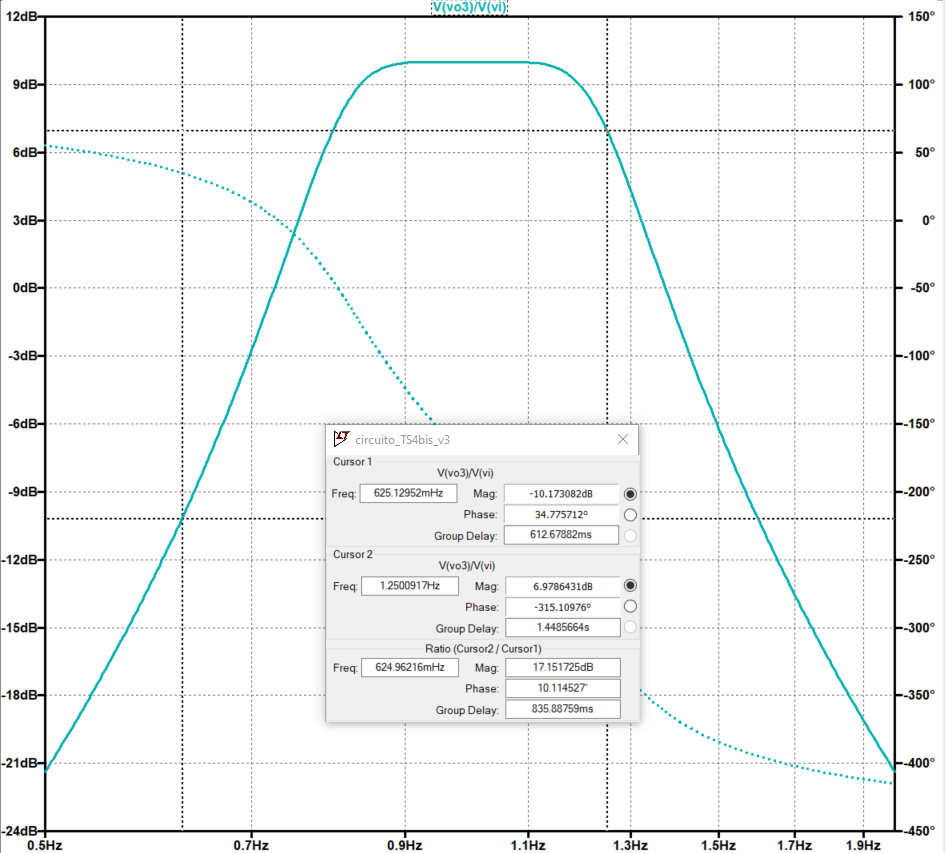 V(vo3)/V(vi)
12dB
9dB
6dB
3dB
0dB
-3dB
-6dB
-9dB
-12dB
-15dB
-18dB
-21dB
-24dB
150°
100°
50°
0°
-50°
-100°
-150°
-200°
-250°
-300°
-350°
-400°
-450°
circuito_TS4bis_v3
Cursor 1
V(vo3)/V(vi)
Freq: 625.12952mHz Mag: -10.173082dB
Phase: 34.775712°
Group Delay: 612.67882ms
Cursor 2
V(vo3)/V(vi)
Freq: 1.2500917Hz Mag: 6.9786431dB
Phase: -315.10976°
Group Delay: 1.4485664s
Ratio (Cursor2 / Cursor1)
Freq: 624.96216mHz Mag: 17.151725dB
Phase: 10.114527°
Group Delay: 835.88759ms
0.5Hz 0.7Hz 0.9Hz 1.1Hz 1.3Hz 1.5Hz 1.7Hz 1.9Hz